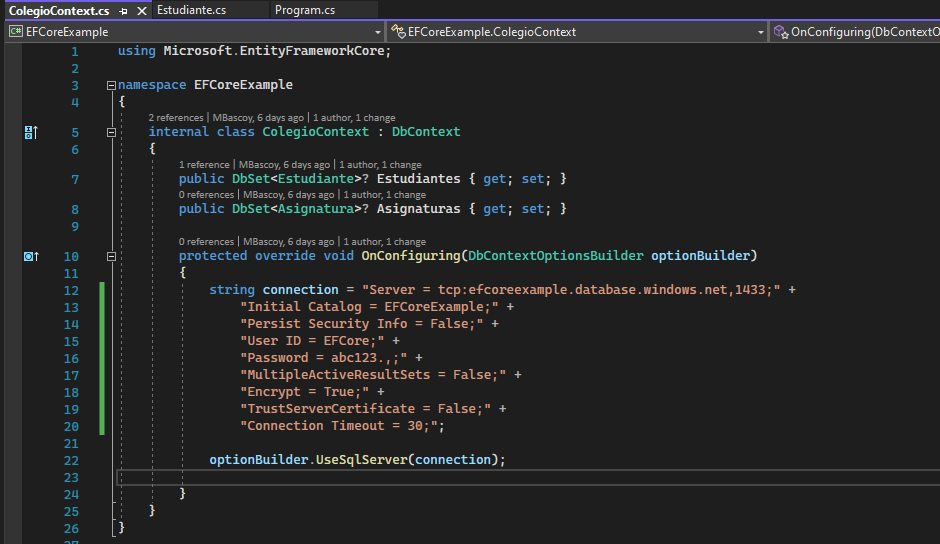 ColegioContext.cs
Estudiante.cs
Program.cs
C# EFCoreExample
EFCoreExample.ColegioContext
OnConfiguring(DbContextO
1 using Microsoft.EntityFrameworkCore;
2
3 namespace EFCoreExample
4 {
2 references | MBascoy, 6 days ago | 1 author, 1 change
5 internal class ColegioContext : DbContext
6 {
1 reference | MBascoy, 6 days ago | 1 author, 1 change
7 public DbSet<Estudiante>? Estudiantes { get; set; }
0 references | MBascoy, 6 days ago | 1 author, 1 change
8 public DbSet<Asignatura>? Asignaturas { get; set; }
9
0 references | MBascoy, 6 days ago | 1 author, 1 change
10 protected override void OnConfiguring(DbContextOptionsBuilder optionBuilder)
11 {
12 string connection = "Server = tcp:efcoreexample.database.windows.net,1433;" +
13 "Initial Catalog = EFCoreExample;" +
14 "Persist Security Info = False;" +
15 "User ID = EFCore;" +
16 "Password = abc123.,;" +
17 "MultipleActiveResultSets = False;" +
18 "Encrypt = True;" +
19 "TrustServerCertificate = False;" +
20 "Connection Timeout = 30;";
21
22 optionBuilder.UseSqlServer(connection);
23
24 }
25 }
26 }
27